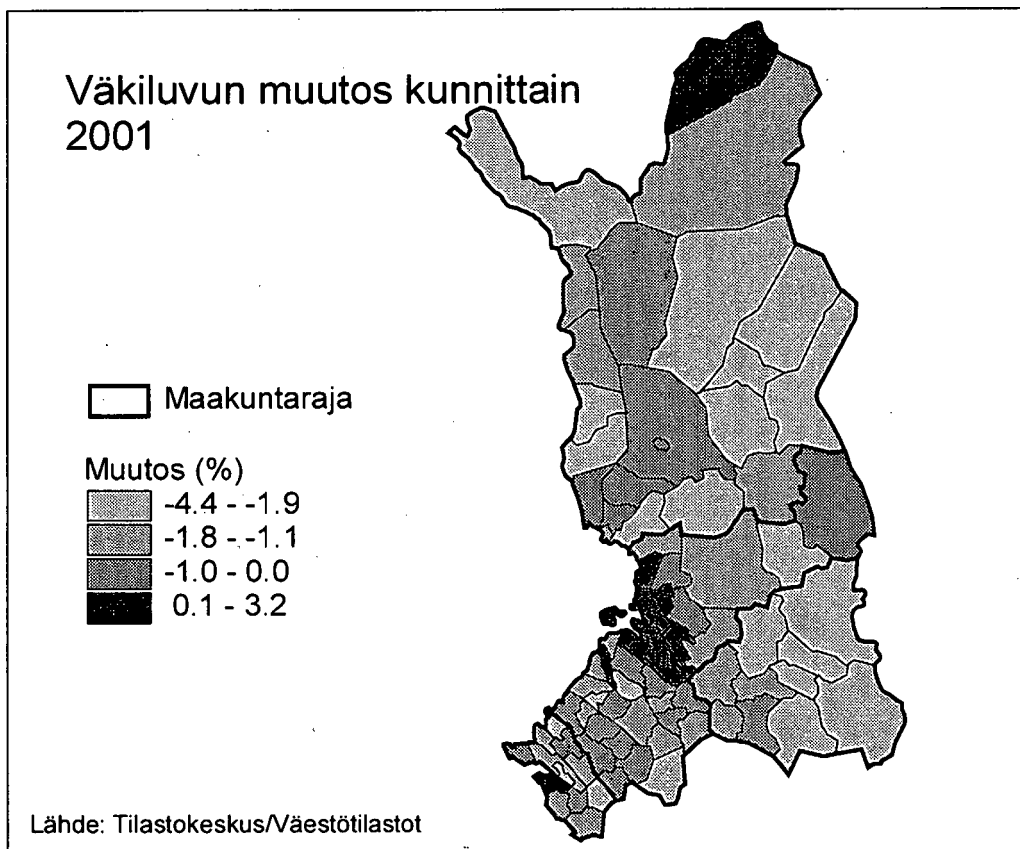 Väkiluvun muutos kunnittain
2001
Maakuntaraja
Muutos (%)
-4.4 - -1.9
-1.8 - -1.1
-1.0 - 0.0
0.1 - 3.2
Lähde: Tilastokeskus/Väestötilastot